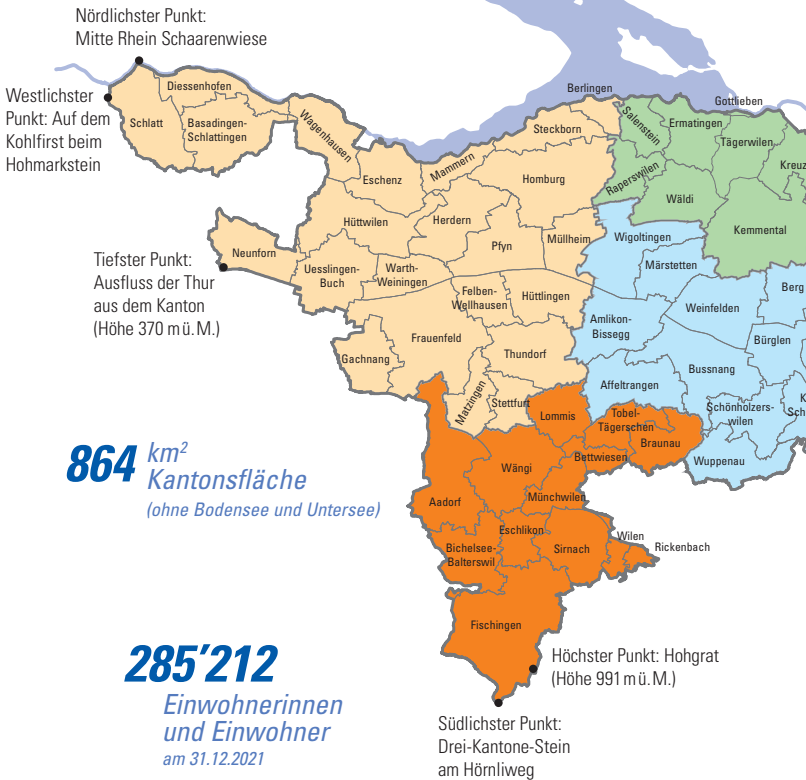 Nördlichster Punkt:
Mitte Rhein Schaarenwiese
Westlichster
Punkt: Auf dem
Kohlfirst beim
Hohmarkstein
Diessenhofen
Schlatt
Basadingen-
Schlattingen
Wagenhausen
Eschenz
Mammern
Steckborn
Berlingen
Homburg
Salenstein
Ermatingen
Gottlieben
Tägerwilen
Kreuz
Raperswilen
Wäldi
Kemmental
Hüttwilen
Herdern
Pfyn
Müllheim
Wigoltingen
Märstetten
Berg
Neunforn
Tiefster Punkt:
Ausfluss der Thur
aus dem Kanton
(Höhe 370 m ü. M.)
Uesslingen-
Buch
Warth-
Weiningen
Felben-
Wellhausen
Hüttlingen
Amlikon-
Bissegg
Weinfelden
Bürglen
Frauenfeld
Gachnang
Thundorf
Bussnang
Affeltrangen
Matzingen
Stettfurt
Lommis
Tobel-
Tägerschen
Braunau
Schönholzers-
wilen
K
Sch
Wuppenau
Bettwiesen
Wängi
Münchwilen
Aadorf
Eschlikon
Bichelsee-
Balterswil
Sirnach
Wilen
Rickenbach
Fischingen
864 km²
Kantonsfläche
(ohne Bodensee und Untersee)
285'212
Einwohnerinnen
und Einwohner
am 31.12.2021
Höchster Punkt: Hohgrat
(Höhe 991 m ü. M.)
Südlichster Punkt:
Drei-Kantone-Stein
am Hörnliweg